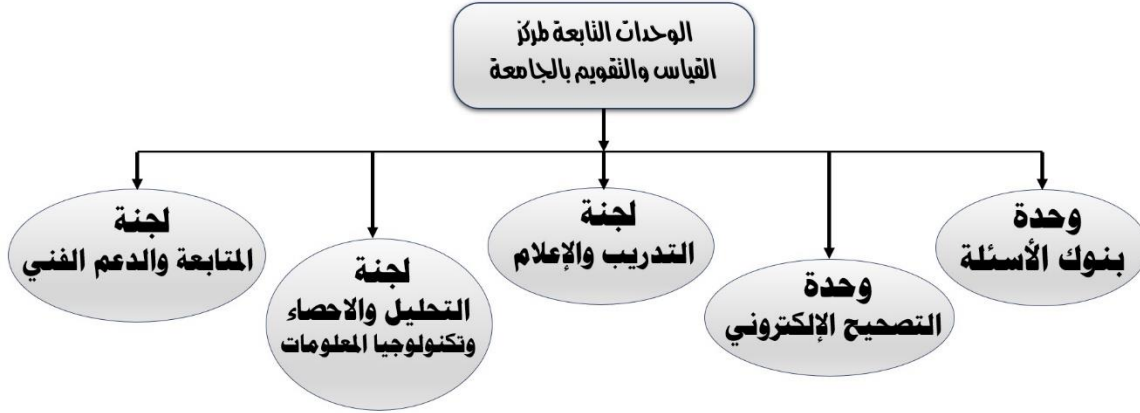 الوحدات التابعة لمركز
القياس والتقويم بالجامعة
وحدة
بنوك الأسئلة
وحدة
التصحيح الإلكتروني
لجنة
التدريب والإعلام
لجنة
التحليل والاحصاء
وتكنولوجيا المعلومات
لجنة
المتابعة والدعم الفني